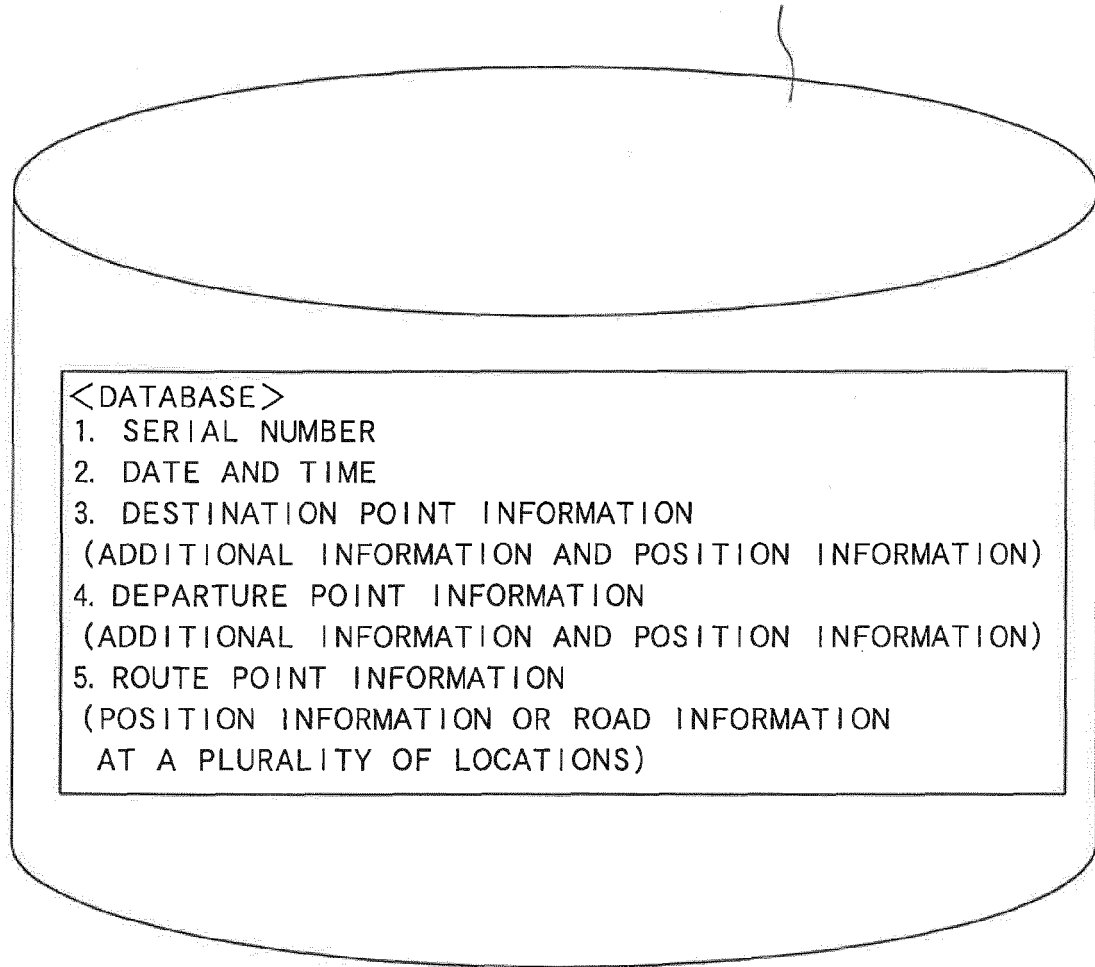 <DATABASE>
1. SERIAL NUMBER
2. DATE AND TIME
3. DESTINATION POINT INFORMATION
(ADDITIONAL INFORMATION AND POSITION INFORMATION)
4. DEPARTURE POINT INFORMATION
(ADDITIONAL INFORMATION AND POSITION INFORMATION)
5. ROUTE POINT INFORMATION
(POSITION INFORMATION OR ROAD INFORMATION
AT A PLURALITY OF LOCATIONS)